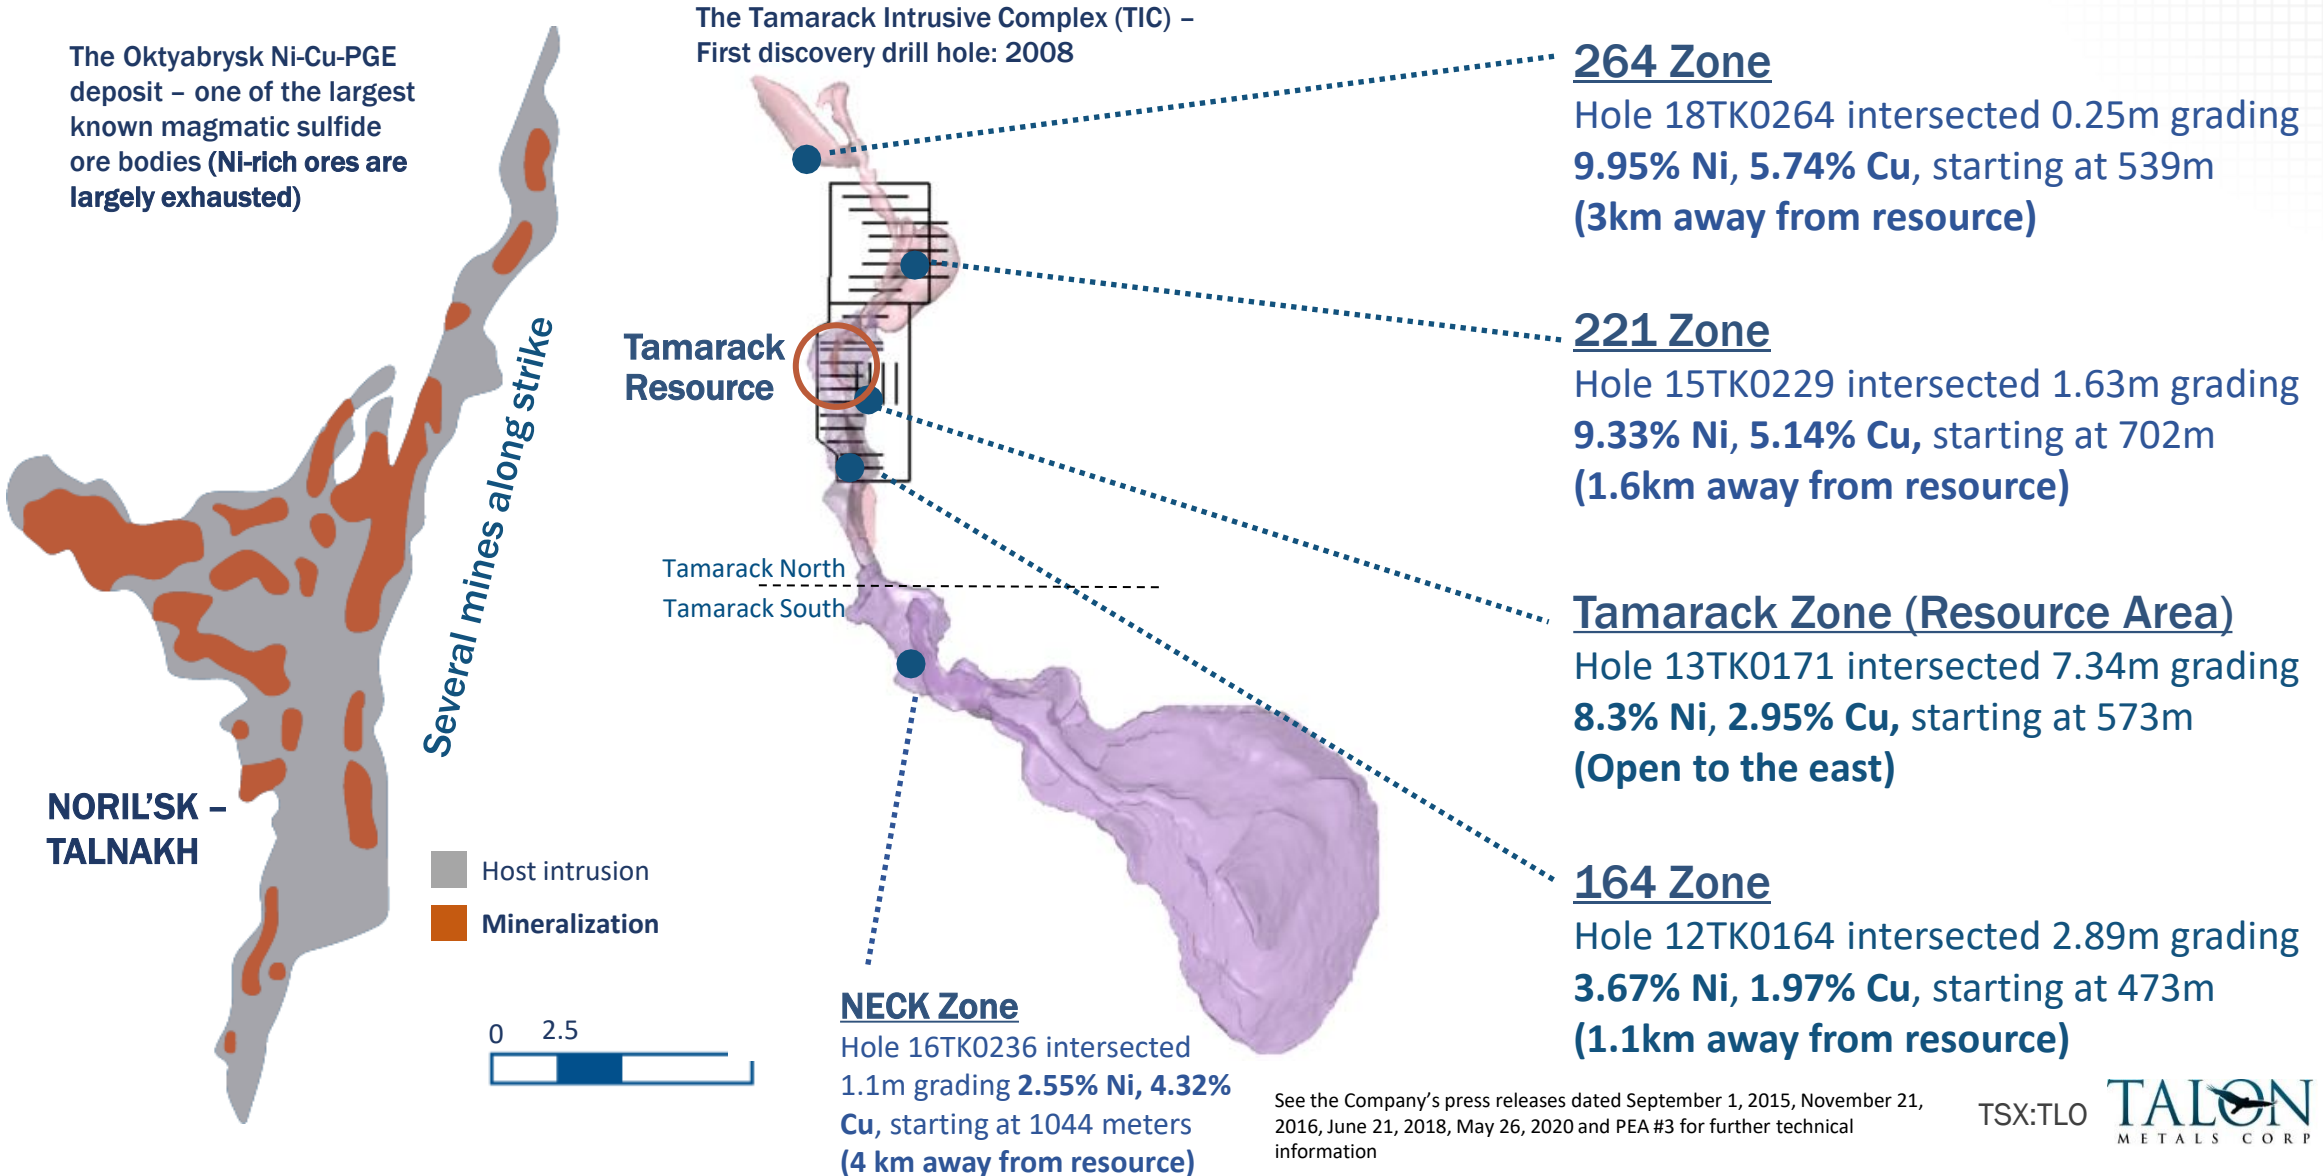 The Oktyabrysk Ni-Cu-PGE
deposit – one of the largest
known magmatic sulfide
ore bodies (Ni-rich ores are
largely exhausted)
Several mines along strike
NORIL'SK –
TALNAKH
Host intrusion
Mineralization
0 2.5
The Tamarack Intrusive Complex (TIC) –
First discovery drill hole: 2008
Tamarack
Resource
Tamarack North
Tamarack South
NECK Zone
Hole 16TK0236 intersected
1.1m grading 2.55% Ni, 4.32%
Cu, starting at 1044 meters
(4 km away from resource)
264 Zone
Hole 18TK0264 intersected 0.25m grading
9.95% Ni, 5.74% Cu, starting at 539m
(3km away from resource)
221 Zone
Hole 15TK0229 intersected 1.63m grading
9.33% Ni, 5.14% Cu, starting at 702m
(1.6km away from resource)
Tamarack Zone (Resource Area)
Hole 13TK0171 intersected 7.34m grading
8.3% Ni, 2.95% Cu, starting at 573m
(Open to the east)
164 Zone
Hole 12TK0164 intersected 2.89m grading
3.67% Ni, 1.97% Cu, starting at 473m
(1.1km away from resource)
See the Company's press releases dated September 1, 2015, November 21,
2016, June 21, 2018, May 26, 2020 and PEA #3 for further technical
information
TSX:TLO
TALON
METALS CORP